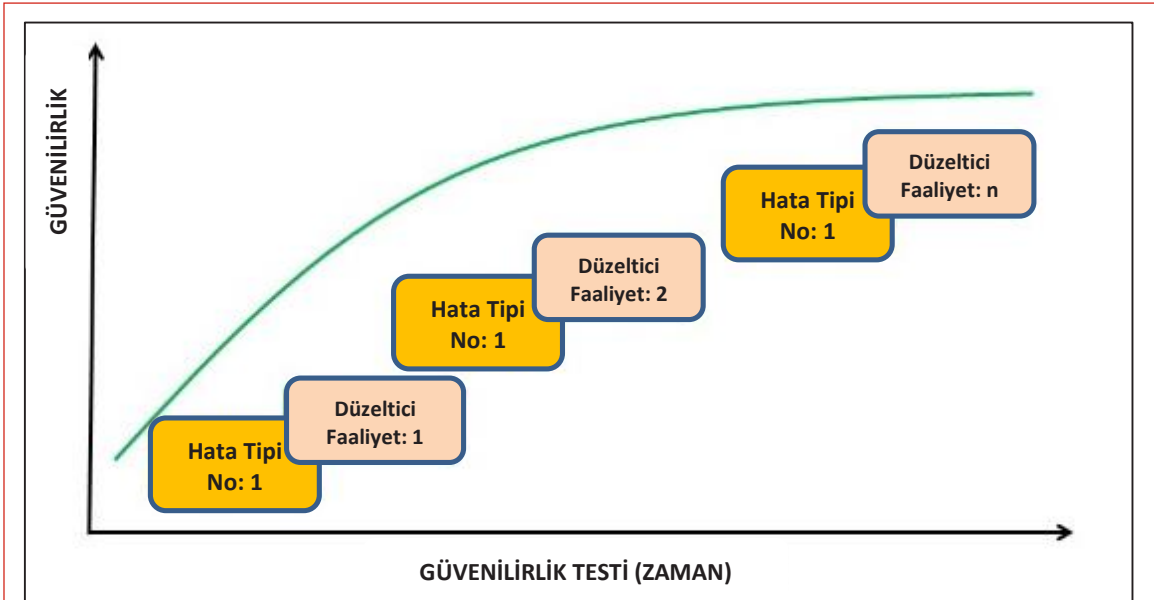 GÜVENİLİRLİK
Düzeltici
Faaliyet: n
Hata Tipi
No: 1
Düzeltici
Faaliyet: 2
Hata Tipi
No: 1
Düzeltici
Faaliyet: 1
Hata Tipi
No: 1
GÜVENİLİRLİK TESTİ (ZAMAN)